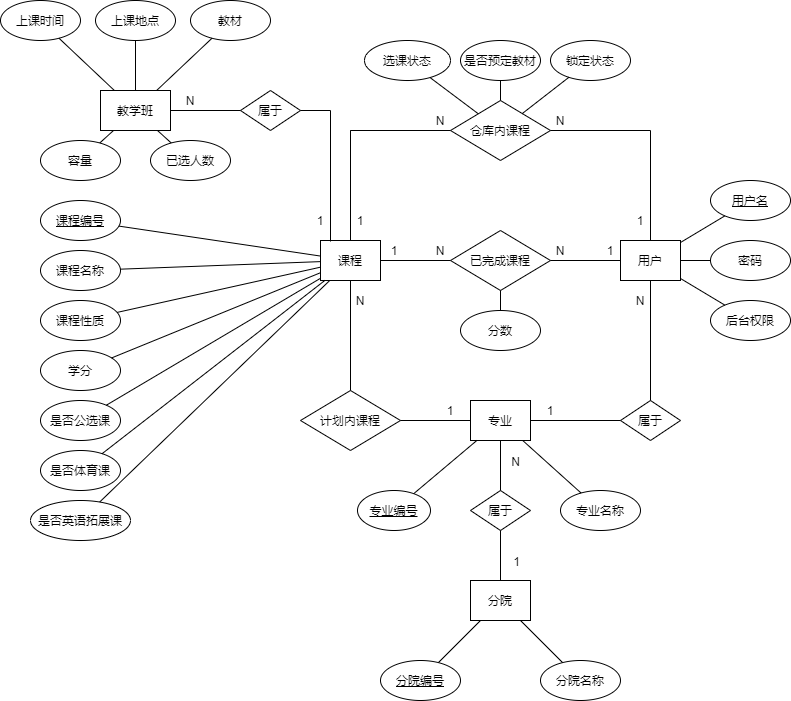 上课时间
上课地点
教材
选课状态
是否预定教材
锁定状态
教学班
N
属于
N
仓库内课程
N
容量
已选人数
课程编号
1
1
1
用户名
课程名称
课程
1
N
已完成课程
N
1
用户
密码
课程性质
N
分数
N
后台权限
学分
是否公选课
计划内课程
1
专业
1
属于
是否体育课
N
是否英语拓展课
专业编号
属于
专业名称
1
分院
分院编号
分院名称